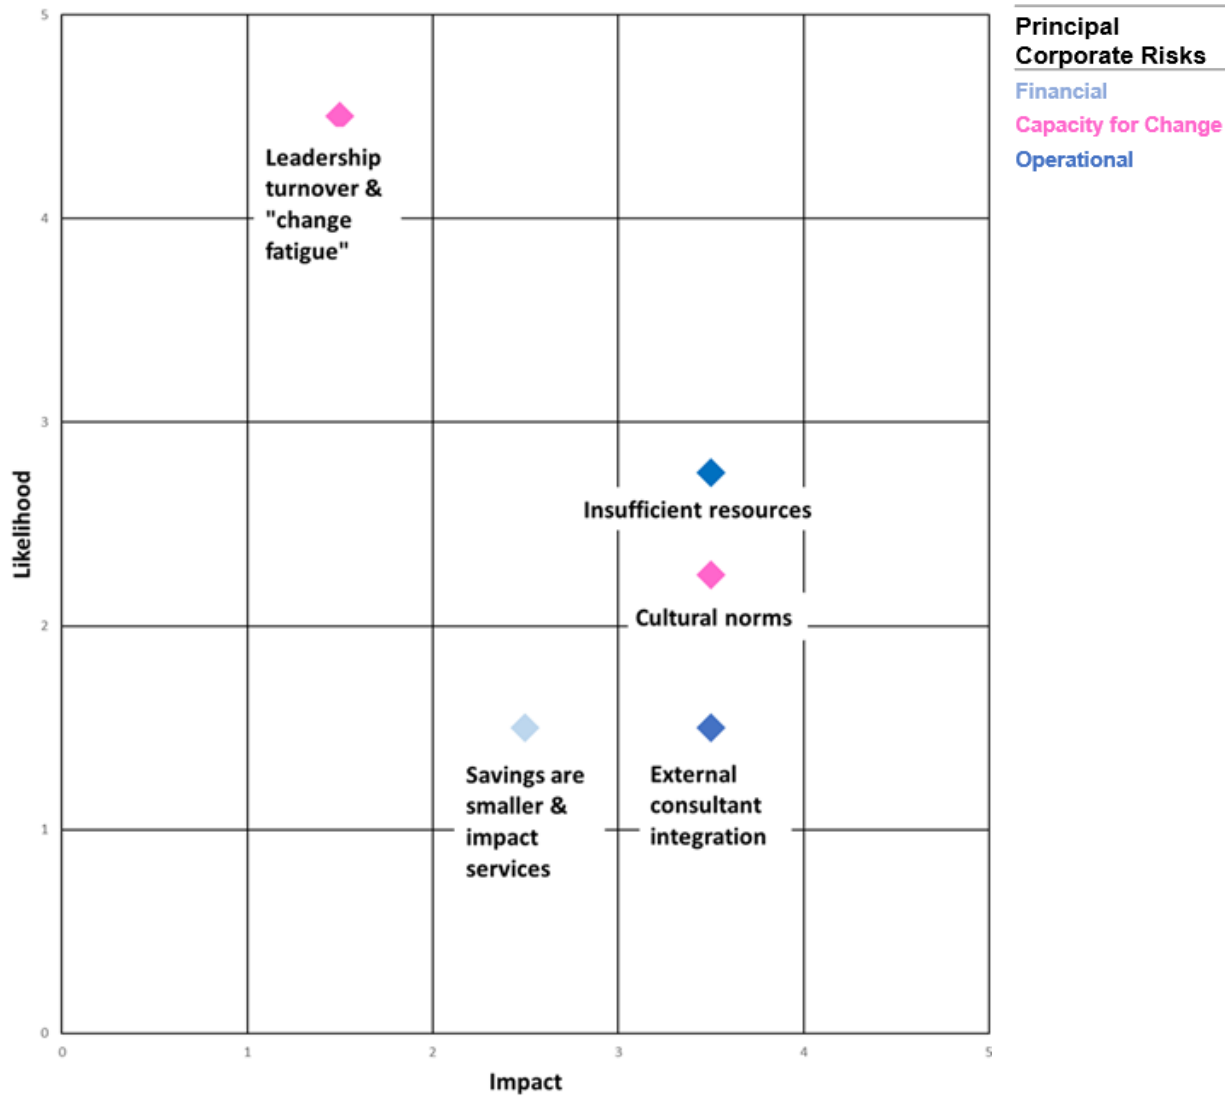 Principal
Corporate Risks
Financial
Capacity for Change
Operational
5
4
3
2
1
0
Likelihood
Leadership
turnover &
"change
fatigue"
Insufficient resources
Cultural norms
Savings are
smaller &
impact
services
External
consultant
integration
0 1 2 3 4 5
Impact